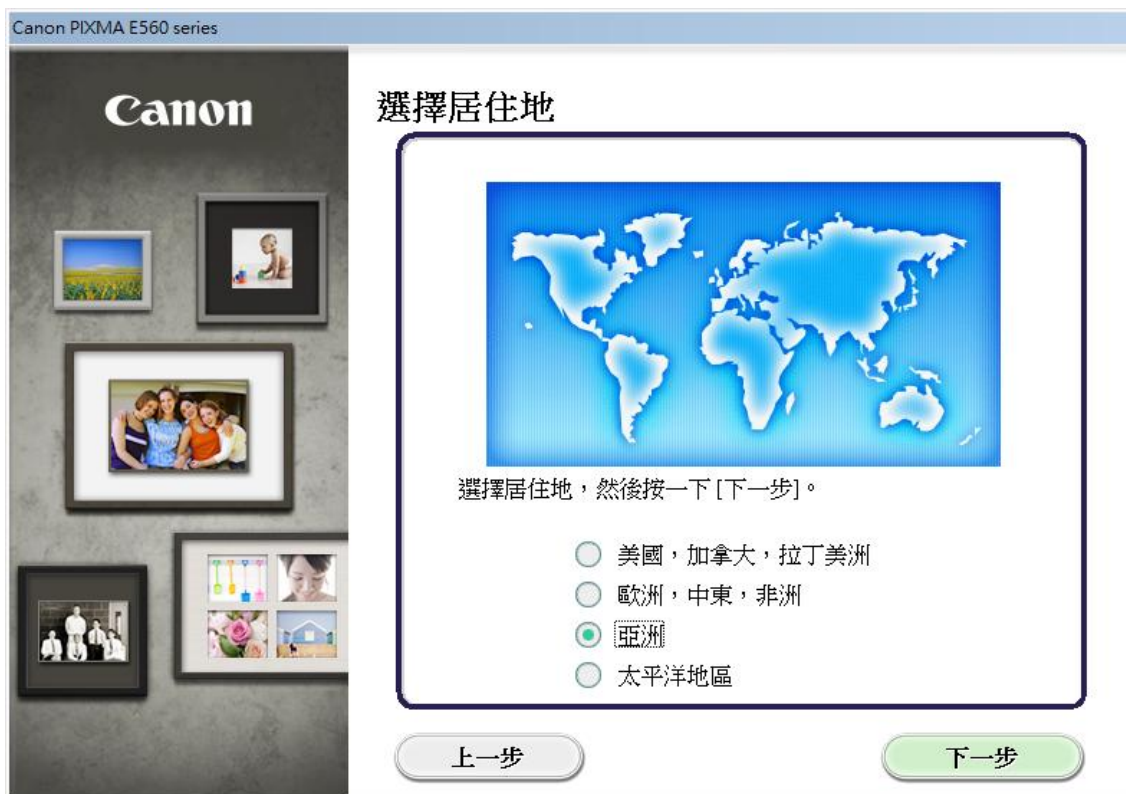 Canon PIXMA E560 series
Canon
選擇居住地
選擇居住地，然後按一下 [下一步]。
美國，加拿大，拉丁美洲
歐洲，中東，非洲
亞洲
太平洋地區
上一步
下一步